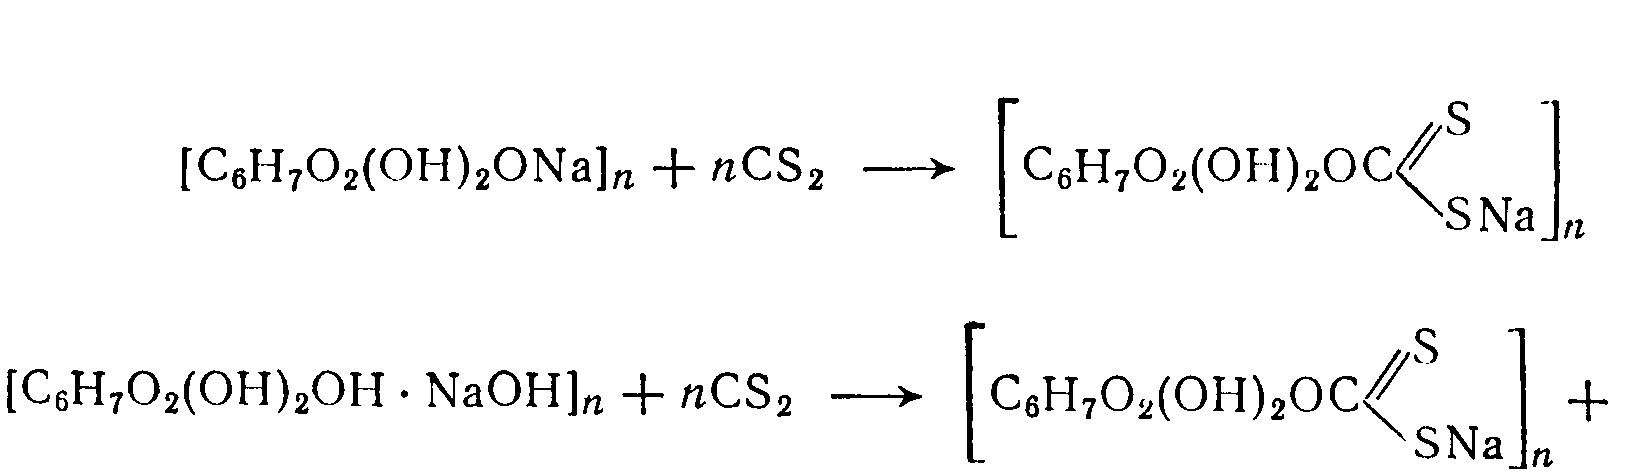 [C₆H₇O₂(OH)₂ONa]ₙ + nCS₂ ⟶ [C₆H₇O₂(OH)₂OC(=S)SNa]ₙ
[C₆H₇O₂(OH)₂OH · NaOH]ₙ + nCS₂ ⟶ [C₆H₇O₂(OH)₂OC(=S)SNa]ₙ +